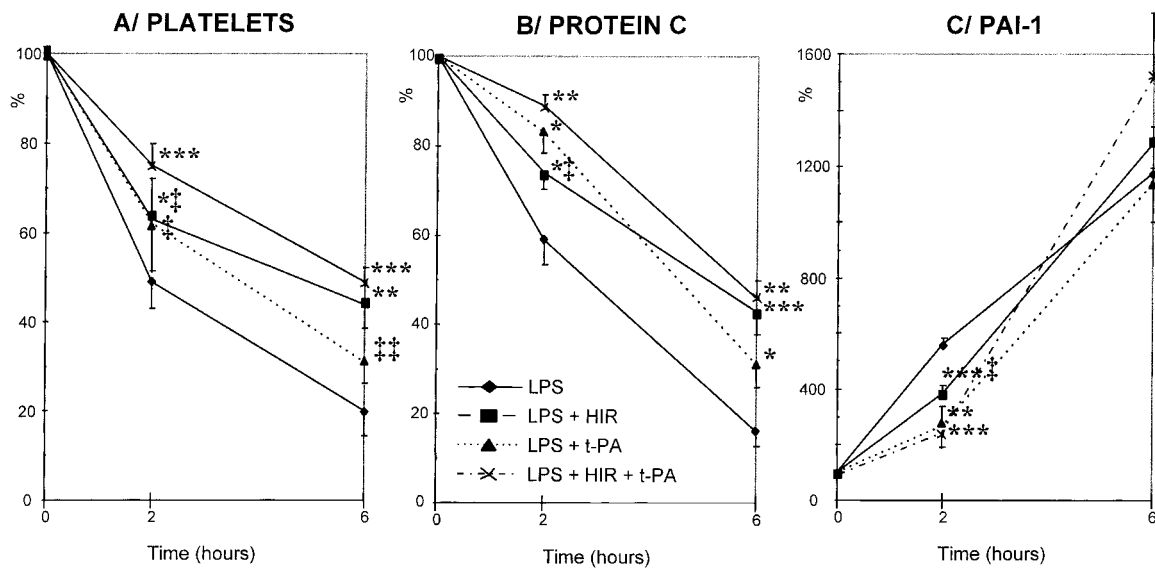 A/ PLATELETS
%
100
80
60
40
20
0
***
*‡
‡
***
**
‡‡
0 2 6
Time (hours)
B/ PROTEIN C
%
100
80
60
40
20
0
**
*
*‡
**
***
*
LPS
LPS + HIR
LPS + t-PA
LPS + HIR + t-PA
0 2 6
Time (hours)
C/ PAI-1
%
1600
1200
800
400
0
***‡
**
***
0 2 6
Time (hours)